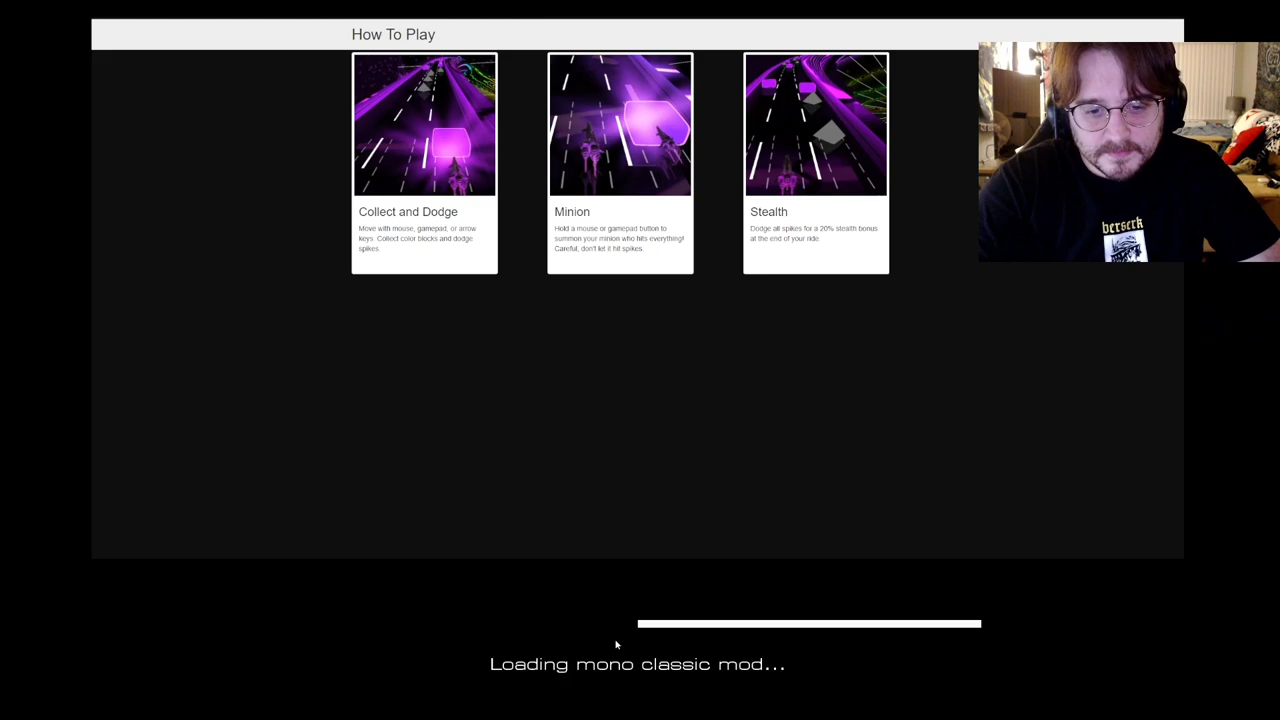 How To Play
Collect and Dodge
Move with mouse, gamepad, or arrow
keys. Collect color blocks and dodge
spikes.
Minion
Hold a mouse or gamepad button to
summon your minion who hits everything!
Careful, don't let it hit spikes.
Stealth
Dodge all spikes for a 20% stealth bonus
at the end of your ride.
berserk
Loading mono classic mod...